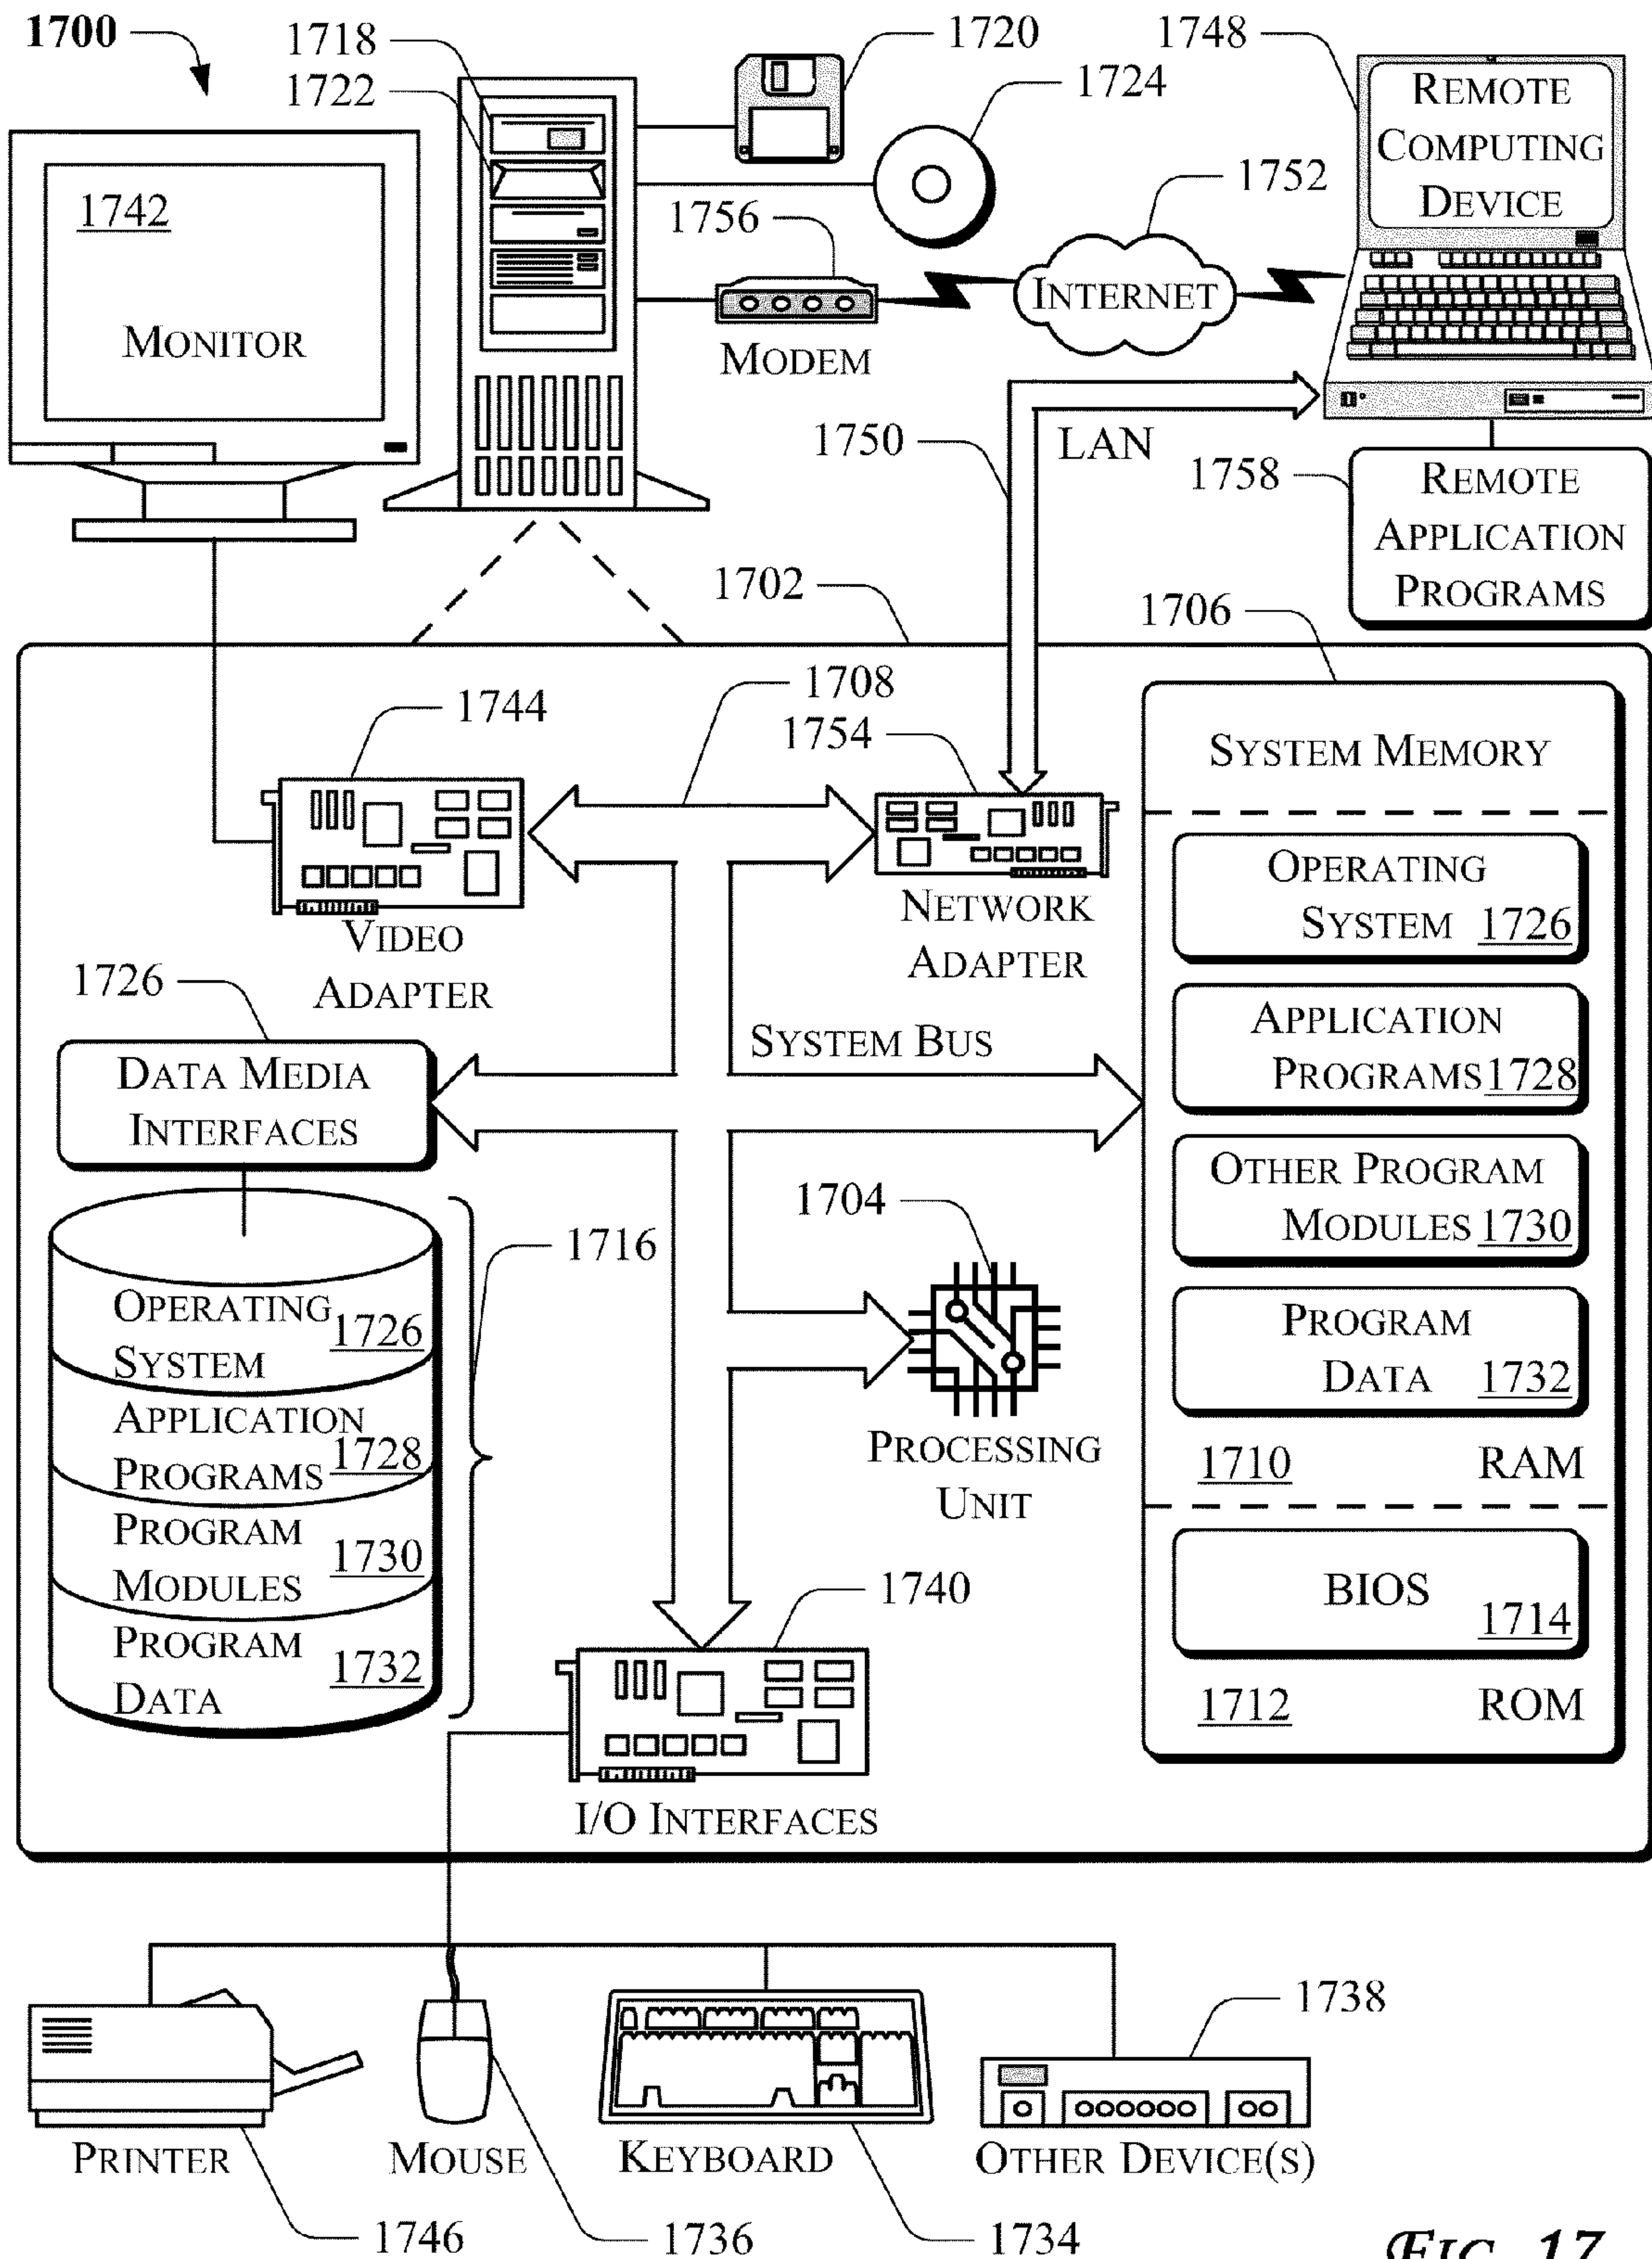 1700
1718
1722
1720
1724
1748
REMOTE
COMPUTING
DEVICE
1742
MONITOR
1756
MODEM
1752
INTERNET
1750
LAN
1758
REMOTE
APPLICATION
PROGRAMS
1702
1706
1708
1744
1754
VIDEO
ADAPTER
NETWORK
ADAPTER
SYSTEM MEMORY
OPERATING
SYSTEM 1726
APPLICATION
PROGRAMS 1728
OTHER PROGRAM
MODULES 1730
PROGRAM
DATA 1732
1710 RAM
BIOS
1714
1712 ROM
1726
DATA MEDIA
INTERFACES
SYSTEM BUS
1704
PROCESSING
UNIT
1716
OPERATING
SYSTEM 1726
APPLICATION
PROGRAMS 1728
PROGRAM
MODULES 1730
PROGRAM
DATA 1732
1740
I/O INTERFACES
1738
PRINTER
MOUSE
KEYBOARD
OTHER DEVICE(S)
1746
1736
1734
FIG. 17